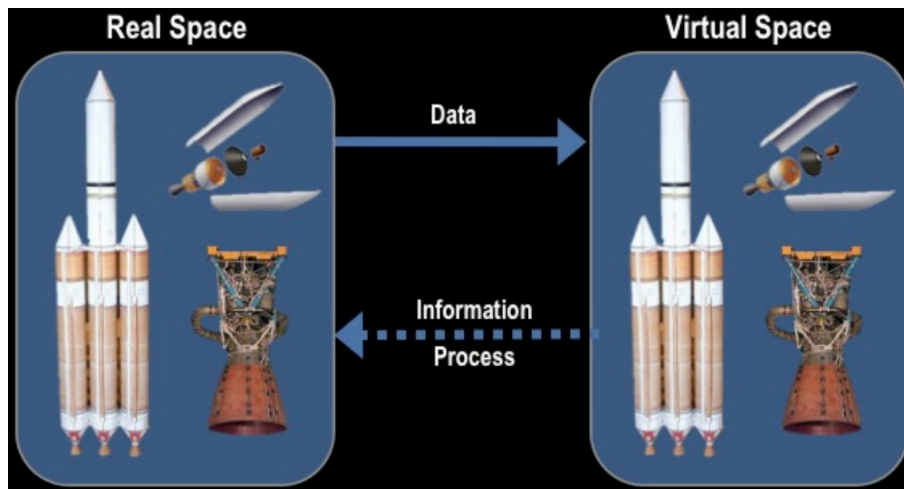 Real Space
Virtual Space
Data
Information
Process